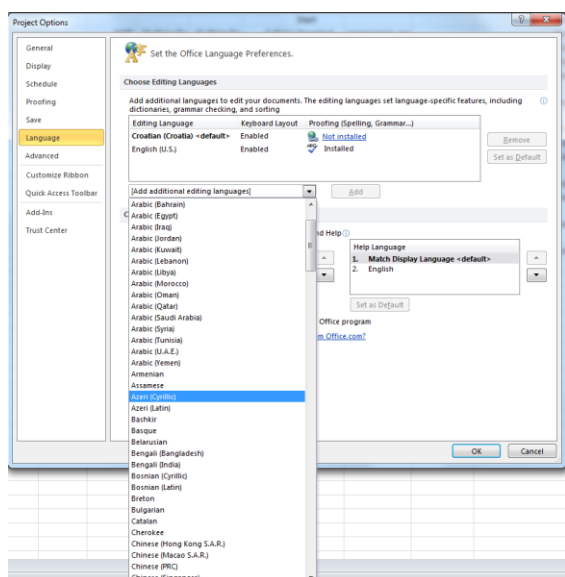 Start
Project Options
General
Display
Schedule
Proofing
Save
Language
Advanced
Customize Ribbon
Quick Access Toolbar
Add-Ins
Trust Center
Set the Office Language Preferences.
Choose Editing Languages
Add additional languages to edit your documents. The editing languages set language-specific features, including
dictionaries, grammar checking, and sorting
Editing Language Keyboard Layout Proofing (Spelling, Grammar...)
Croatian (Croatia) <default> Enabled Not installed
English (U.S.) Enabled Installed
Remove
Set as Default
[Add additional editing languages] Add
Arabic (Bahrain)
Arabic (Egypt)
Arabic (Iraq)
Arabic (Jordan)
Arabic (Kuwait)
Arabic (Lebanon)
Arabic (Libya)
Arabic (Morocco)
Arabic (Oman)
Arabic (Qatar)
Arabic (Saudi Arabia)
Arabic (Syria)
Arabic (Tunisia)
Arabic (U.A.E.)
Arabic (Yemen)
Armenian
Assamese
Azeri (Cyrillic)
Azeri (Latin)
Bashkir
Basque
Belarusian
Bengali (Bangladesh)
Bengali (India)
Bosnian (Cyrillic)
Bosnian (Latin)
Breton
Bulgarian
Catalan
Cherokee
Chinese (Hong Kong S.A.R.)
Chinese (Macao S.A.R.)
Chinese (PRC)
Chinese (Singapore)
C
nd Help
Help Language
1. Match Display Language <default>
2. English
Set as Default
Office program
m Office.com?
OK Cancel